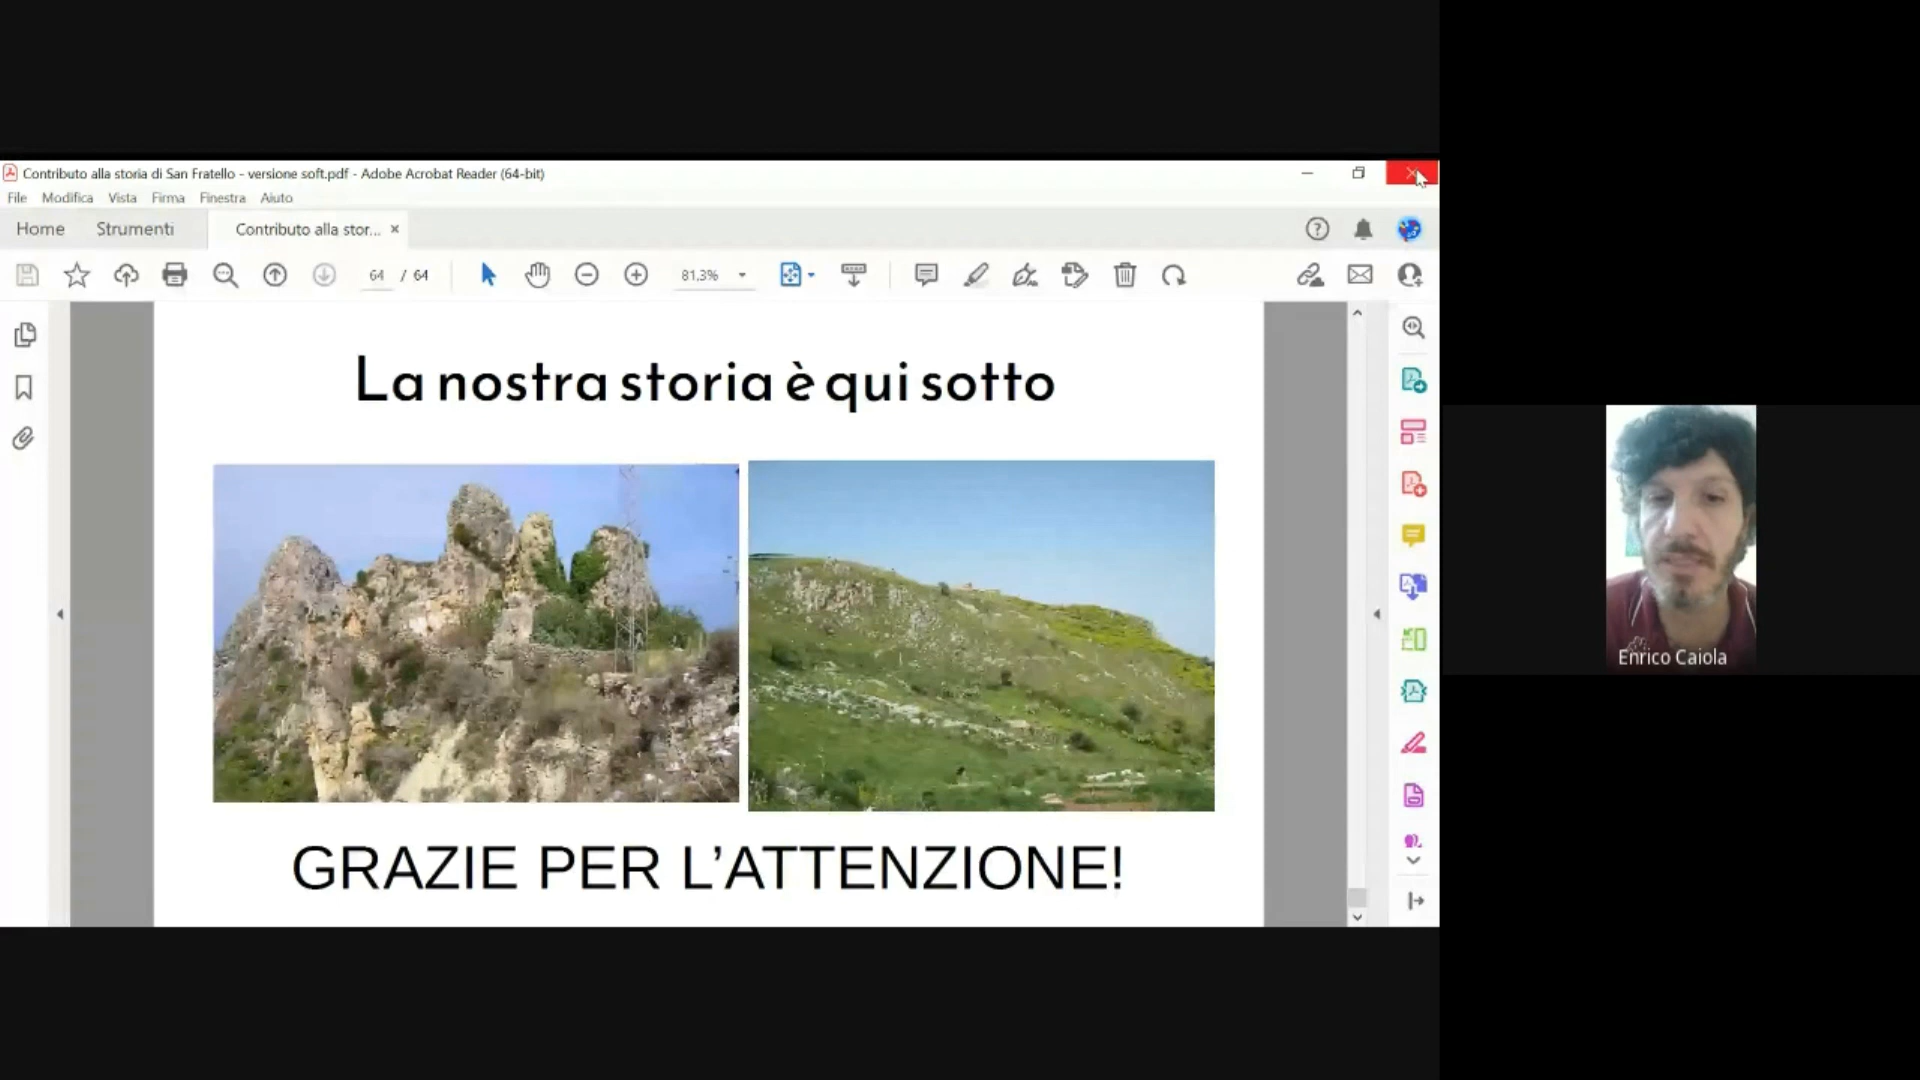 Contributo alla storia di San Fratello - versione soft.pdf - Adobe Acrobat Reader (64-bit)
File Modifica Vista Firma Finestra Aiuto
Home Strumenti Contributo alla stor...
64 / 64 81,3%
La nostra storia è qui sotto
GRAZIE PER L’ATTENZIONE!
Enrico Caiola